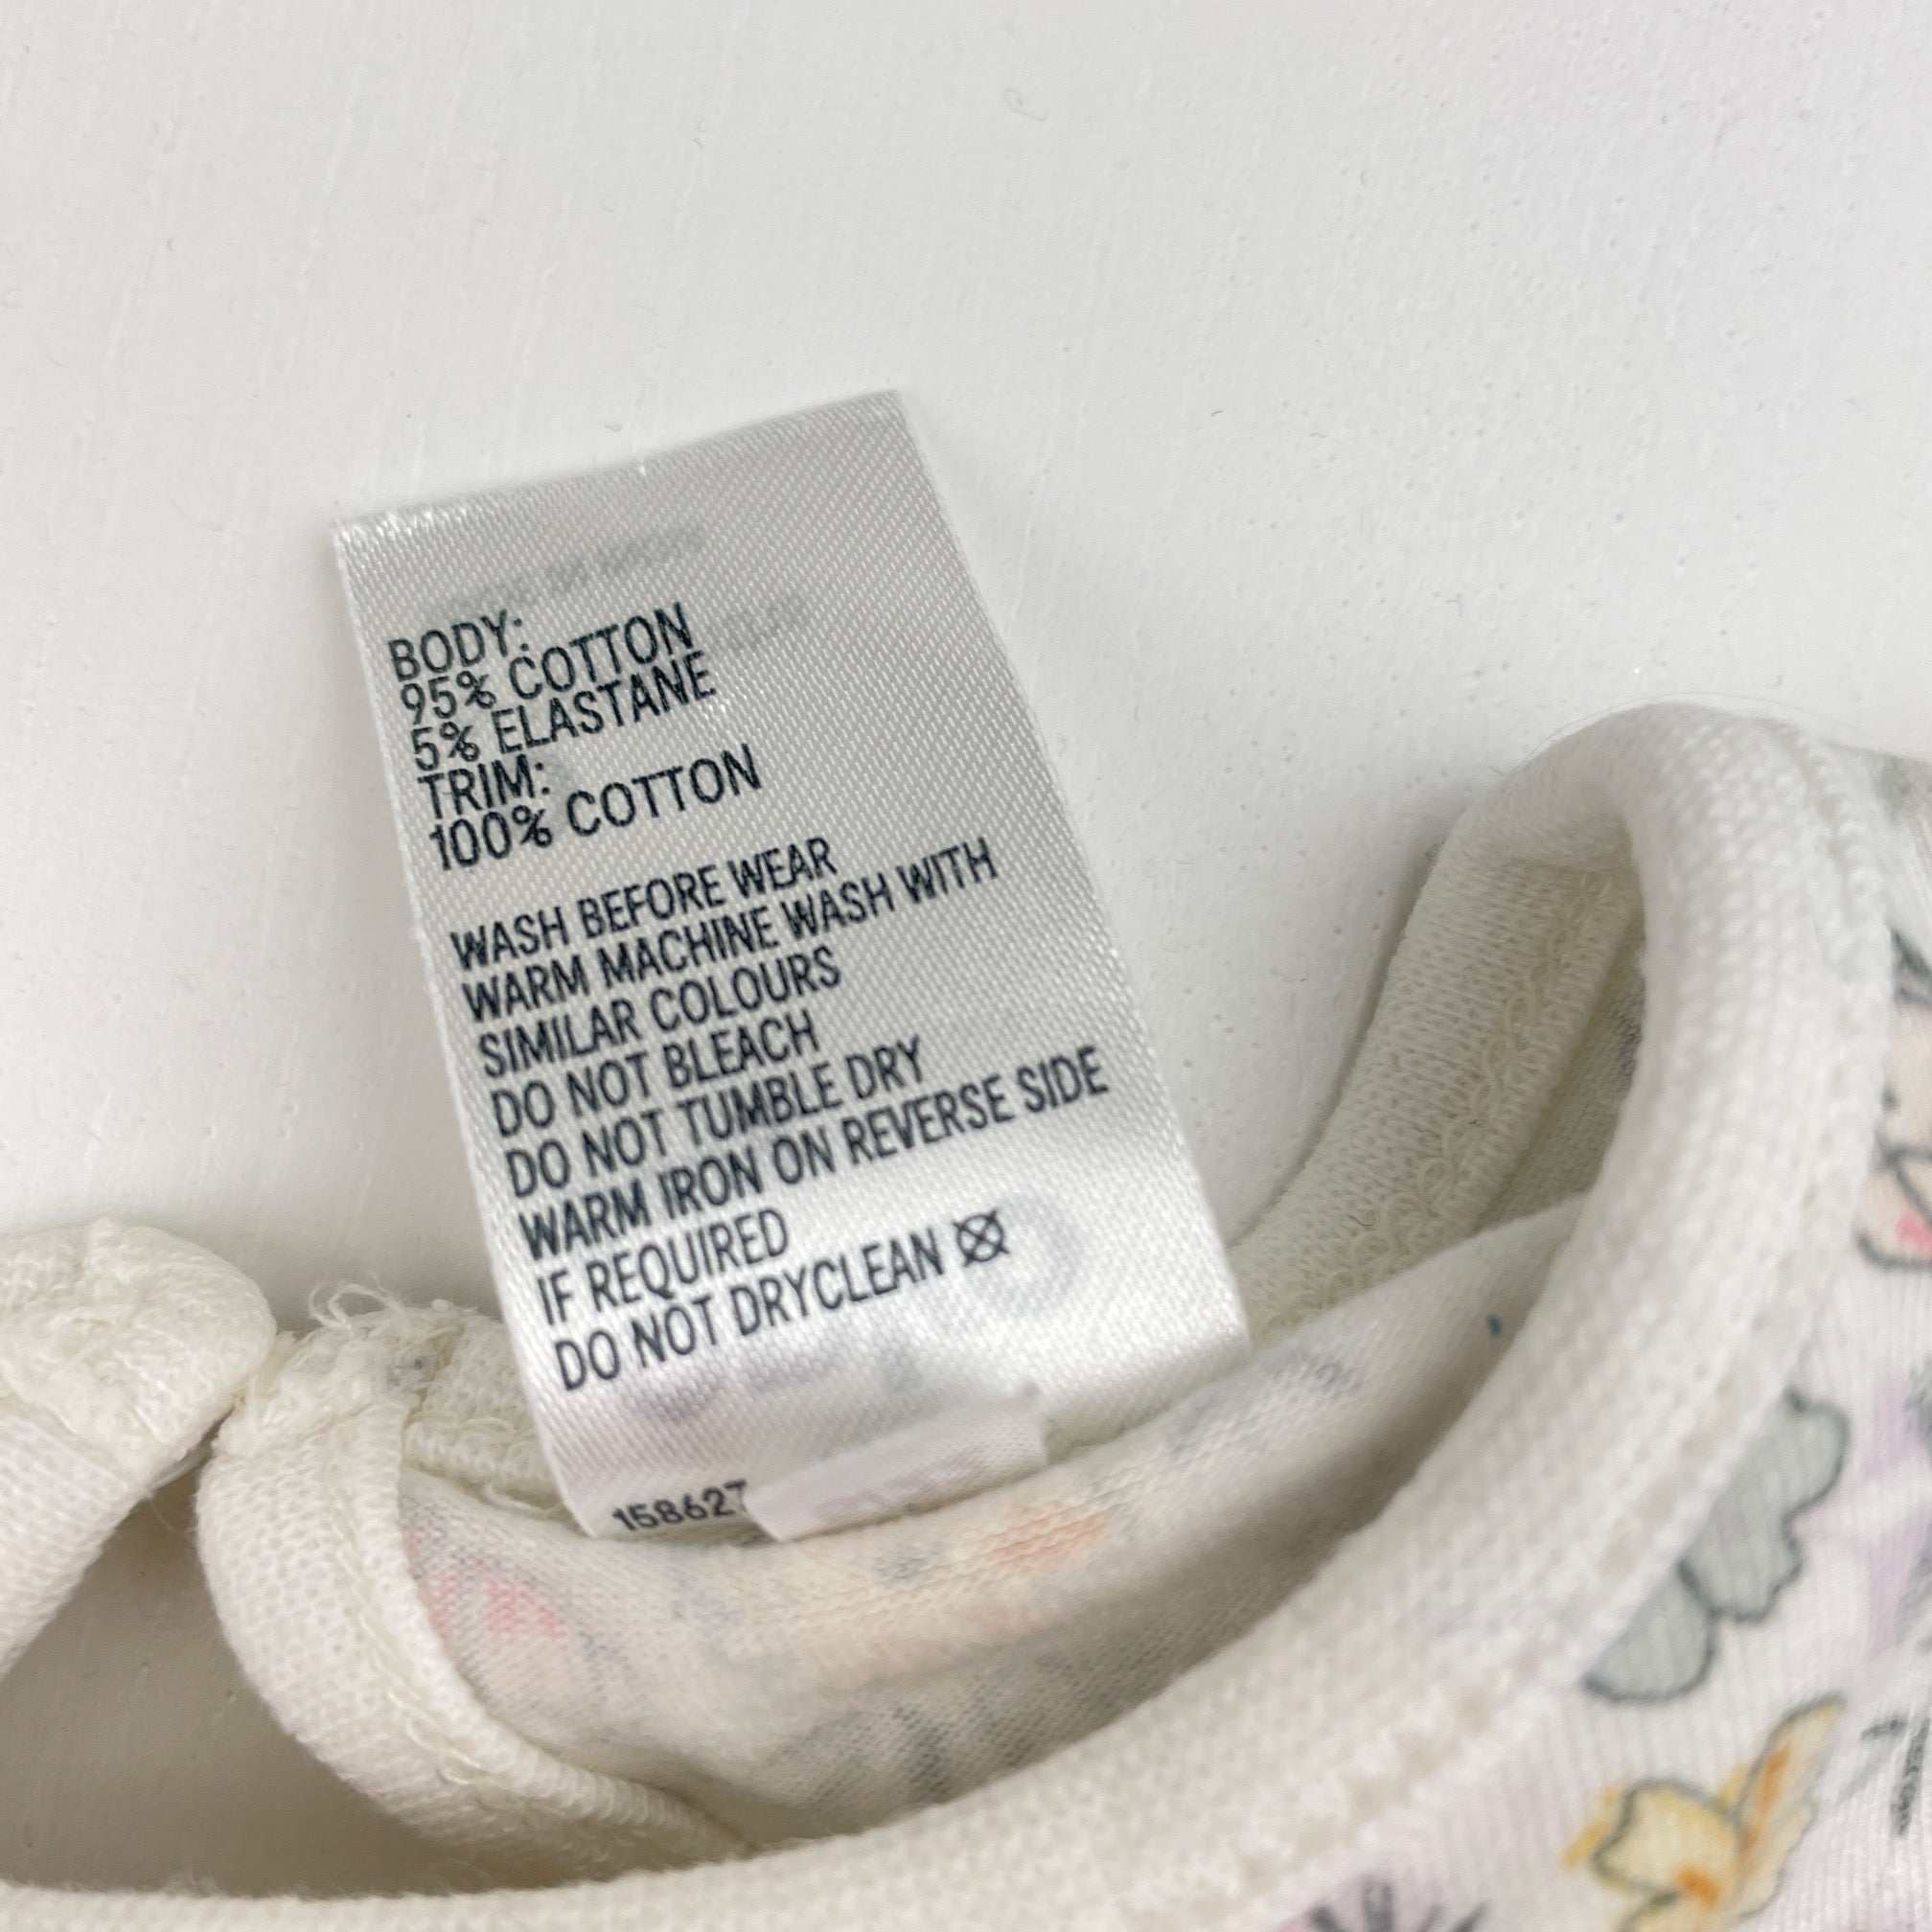 BODY:
95% COTTON
5% ELASTANE
TRIM:
100% COTTON
WASH BEFORE WEAR
WARM MACHINE WASH WITH
SIMILAR COLOURS
DO NOT BLEACH
DO NOT TUMBLE DRY
WARM IRON ON REVERSE SIDE
IF REQUIRED
DO NOT DRYCLEAN
158627